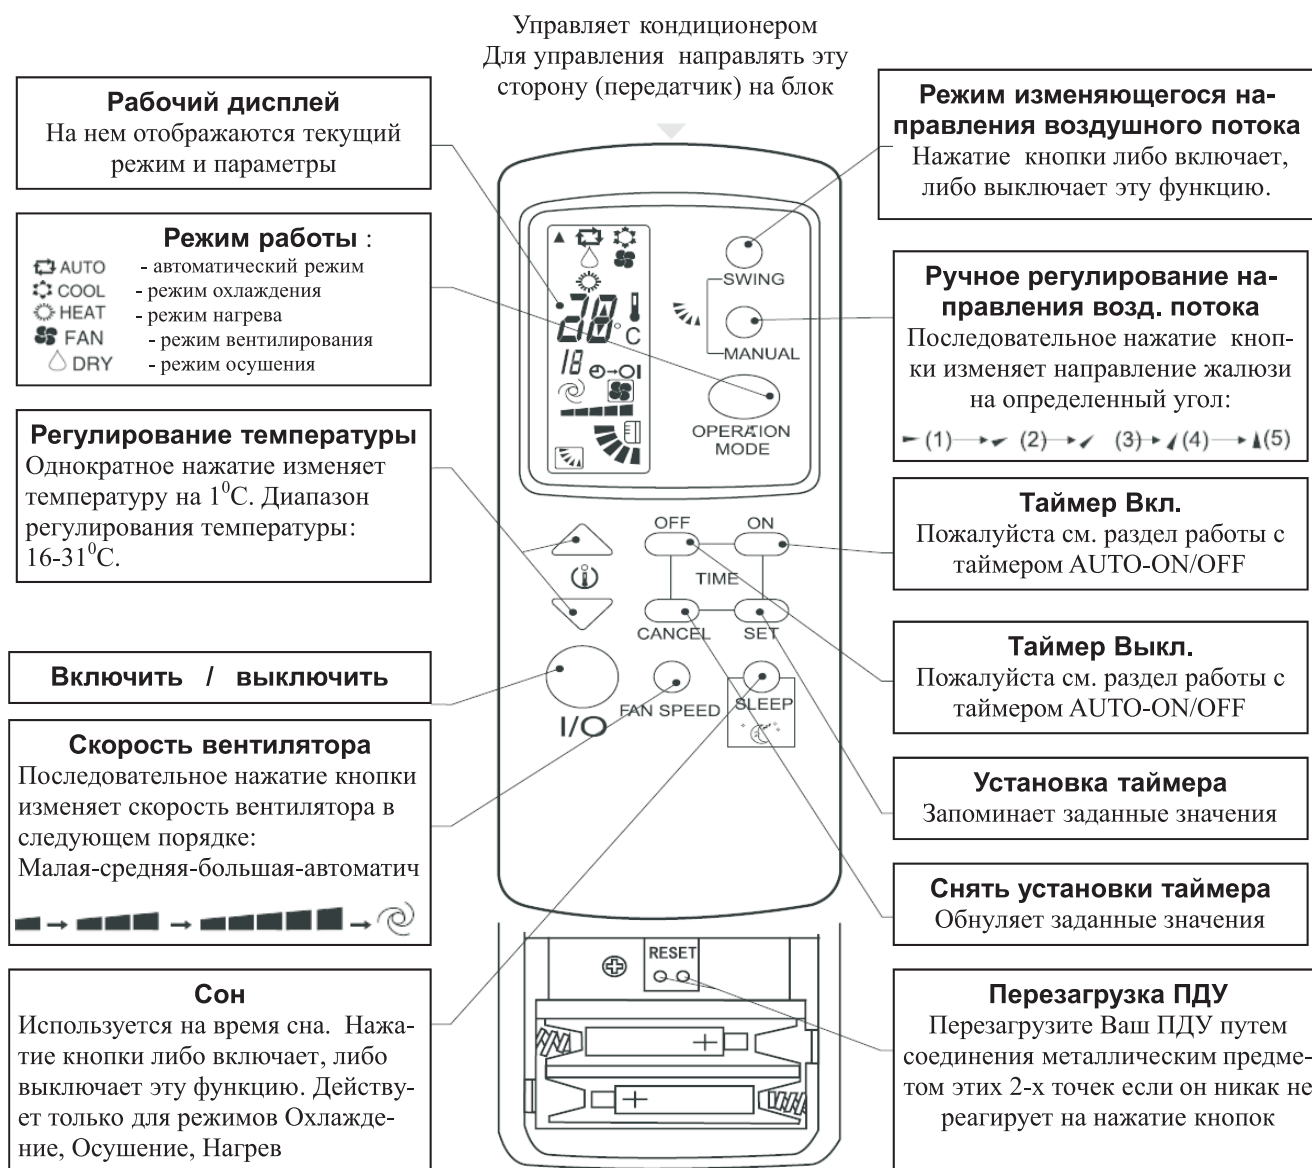 Управляет кондиционером
Для управления направлять эту
сторону (передатчик) на блок
Рабочий дисплей
На нем отображаются текущий
режим и параметры
Режим работы :
AUTO - автоматический режим
COOL - режим охлаждения
HEAT - режим нагрева
FAN - режим вентилирования
DRY - режим осушения
Регулирование температуры
Однократное нажатие изменяет
температуру на 1⁰С. Диапазон
регулирования температуры:
16-31⁰С.
Включить / выключить
Скорость вентилятора
Последовательное нажатие кнопки
изменяет скорость вентилятора в
следующем порядке:
Малая-средняя-большая-автоматич
Сон
Используется на время сна. Нажа-
тие кнопки либо включает, либо
выключает эту функцию. Действу-
ет только для режимов Охлажде-
ние, Осушение, Нагрев
28°C
18
SWING
MANUAL
OPERATION
MODE
OFF ON
TIME
CANCEL SET
I/O
FAN SPEED
SLEEP
RESET
+
+
Режим изменяющегося на-
правления воздушного потока
Нажатие кнопки либо включает,
либо выключает эту функцию.
Ручное регулирование на-
правления возд. потока
Последовательное нажатие кноп-
ки изменяет направление жалюзи
на определенный угол:
(1) (2) (3) (4) (5)
Таймер Вкл.
Пожалуйста см. раздел работы с
таймером AUTO-ON/OFF
Таймер Выкл.
Пожалуйста см. раздел работы с
таймером AUTO-ON/OFF
Установка таймера
Запоминает заданные значения
Снять установки таймера
Обнуляет заданные значения
Перезагрузка ПДУ
Перезагрузите Ваш ПДУ путем
соединения металлическим предме-
том этих 2-х точек если он никак не
реагирует на нажатие кнопок